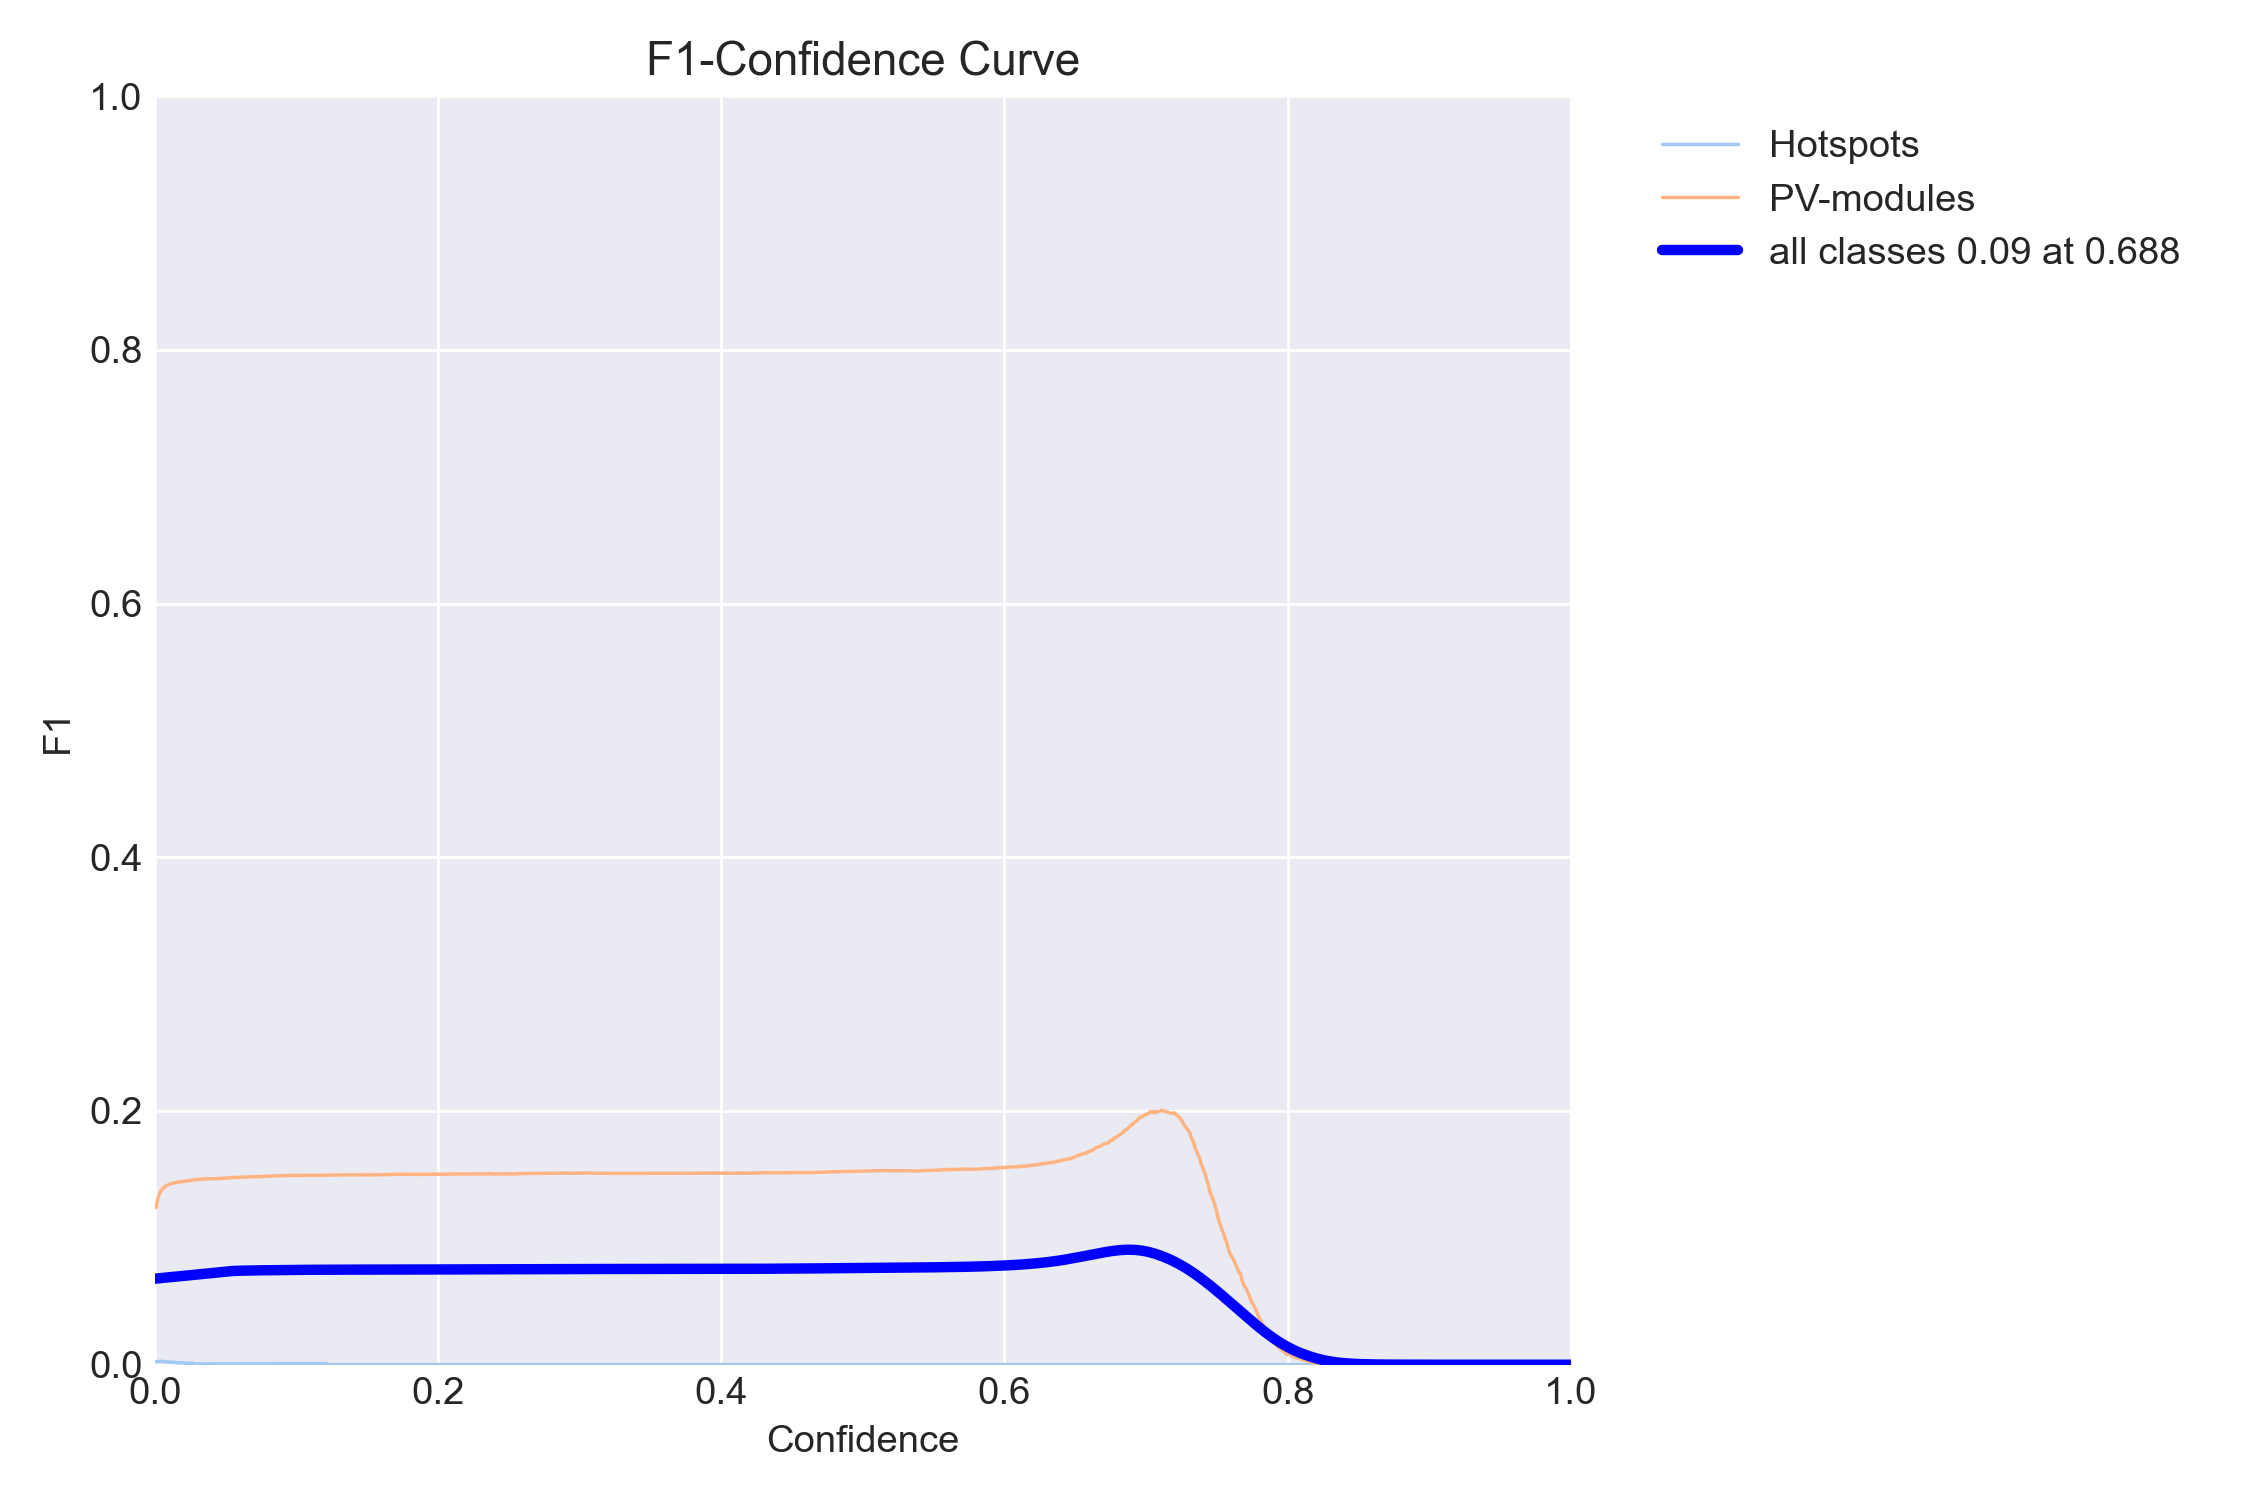 F1-Confidence Curve
1.0
0.8
0.6
0.4
0.2
0.0
F1
0.0 0.2 0.4 0.6 0.8 1.0
Confidence
Hotspots
PV-modules
all classes 0.09 at 0.688